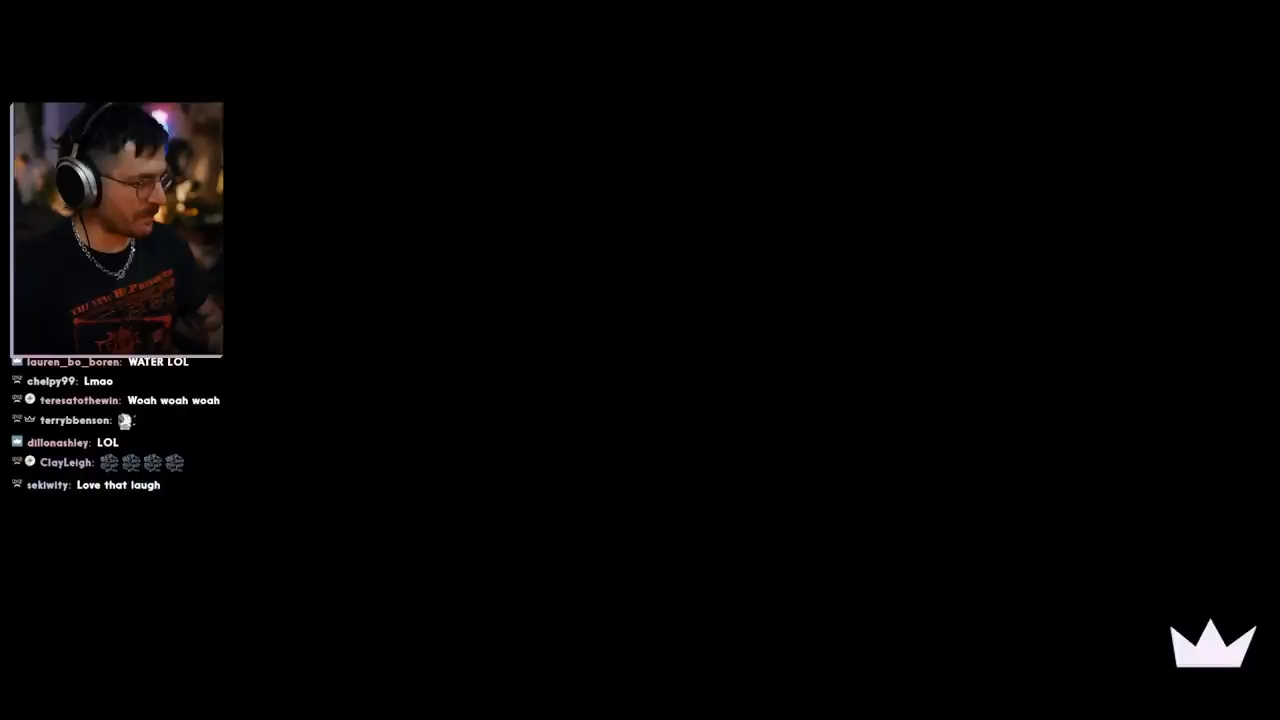 lauren_bo_boren: WATER LOL
chelpy99: Lmao
teresatothewin: Woah woah woah
terrybbenson:
dillonashley: LOL
ClayLeigh:
sekiwity: Love that laugh